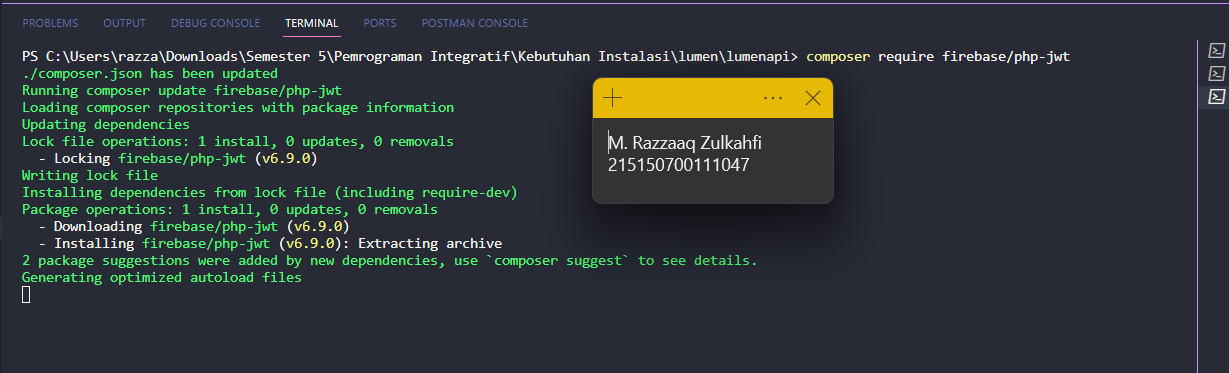 PROBLEMS OUTPUT DEBUG CONSOLE TERMINAL PORTS POSTMAN CONSOLE
PS C:\Users\razza\Downloads\Semester 5\Pemrograman Integratif\Kebutuhan Instalasi\lumen\lumenapi> composer require firebase/php-jwt
./composer.json has been updated
Running composer update firebase/php-jwt
Loading composer repositories with package information
Updating dependencies
Lock file operations: 1 install, 0 updates, 0 removals
  - Locking firebase/php-jwt (v6.9.0)
Writing lock file
Installing dependencies from lock file (including require-dev)
Package operations: 1 install, 0 updates, 0 removals
  - Downloading firebase/php-jwt (v6.9.0)
  - Installing firebase/php-jwt (v6.9.0): Extracting archive
2 package suggestions were added by new dependencies, use `composer suggest` to see details.
Generating optimized autoload files
M. Razzaaq Zulkahfi
215150700111047